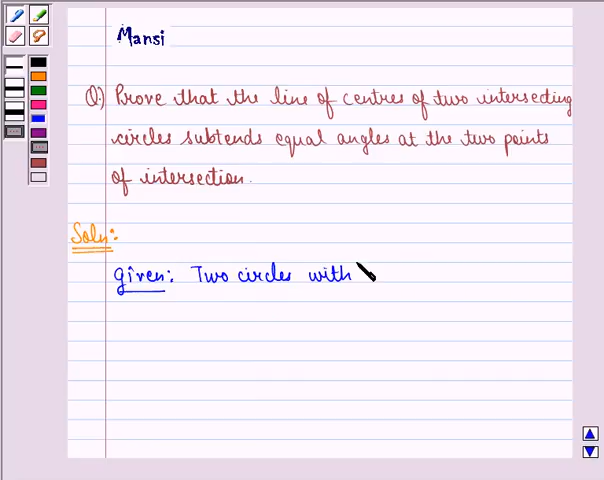 Mansi
Q.) Prove that the line of centres of two intersecting
circles subtends equal angles at the two points
of intersection.
Soln:
given: Two circles with